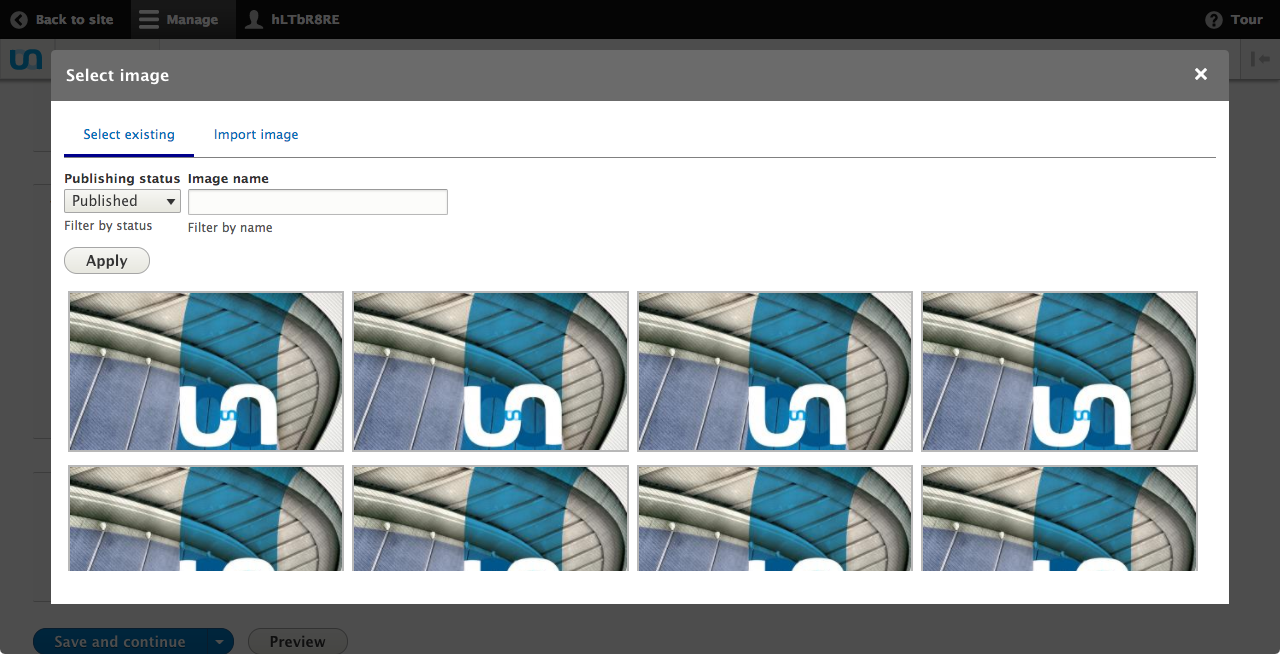 Back to site Manage hLTbR8RE Tour
Select image
Select existing Import image
Publishing status Image name
Published
Filter by status Filter by name
Apply
Save and continue Preview